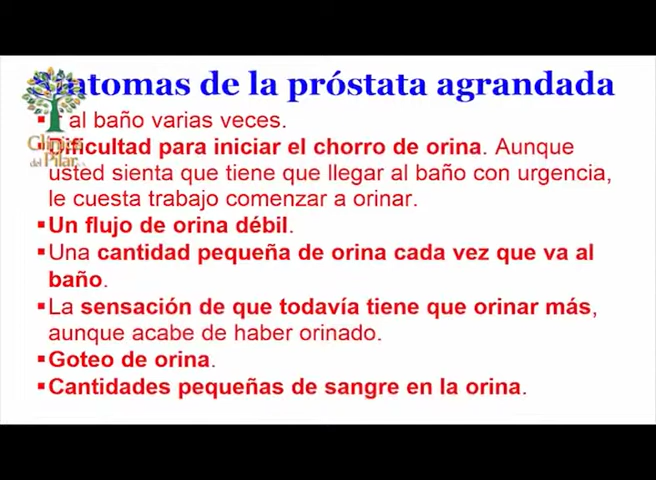 Síntomas de la próstata agrandada
al baño varias veces.
Dificultad para iniciar el chorro de orina. Aunque
usted sienta que tiene que llegar al baño con urgencia,
le cuesta trabajo comenzar a orinar.
Un flujo de orina débil.
Una cantidad pequeña de orina cada vez que va al
baño.
La sensación de que todavía tiene que orinar más,
aunque acabe de haber orinado.
Goteo de orina.
Cantidades pequeñas de sangre en la orina.
Clínica
del Pilar